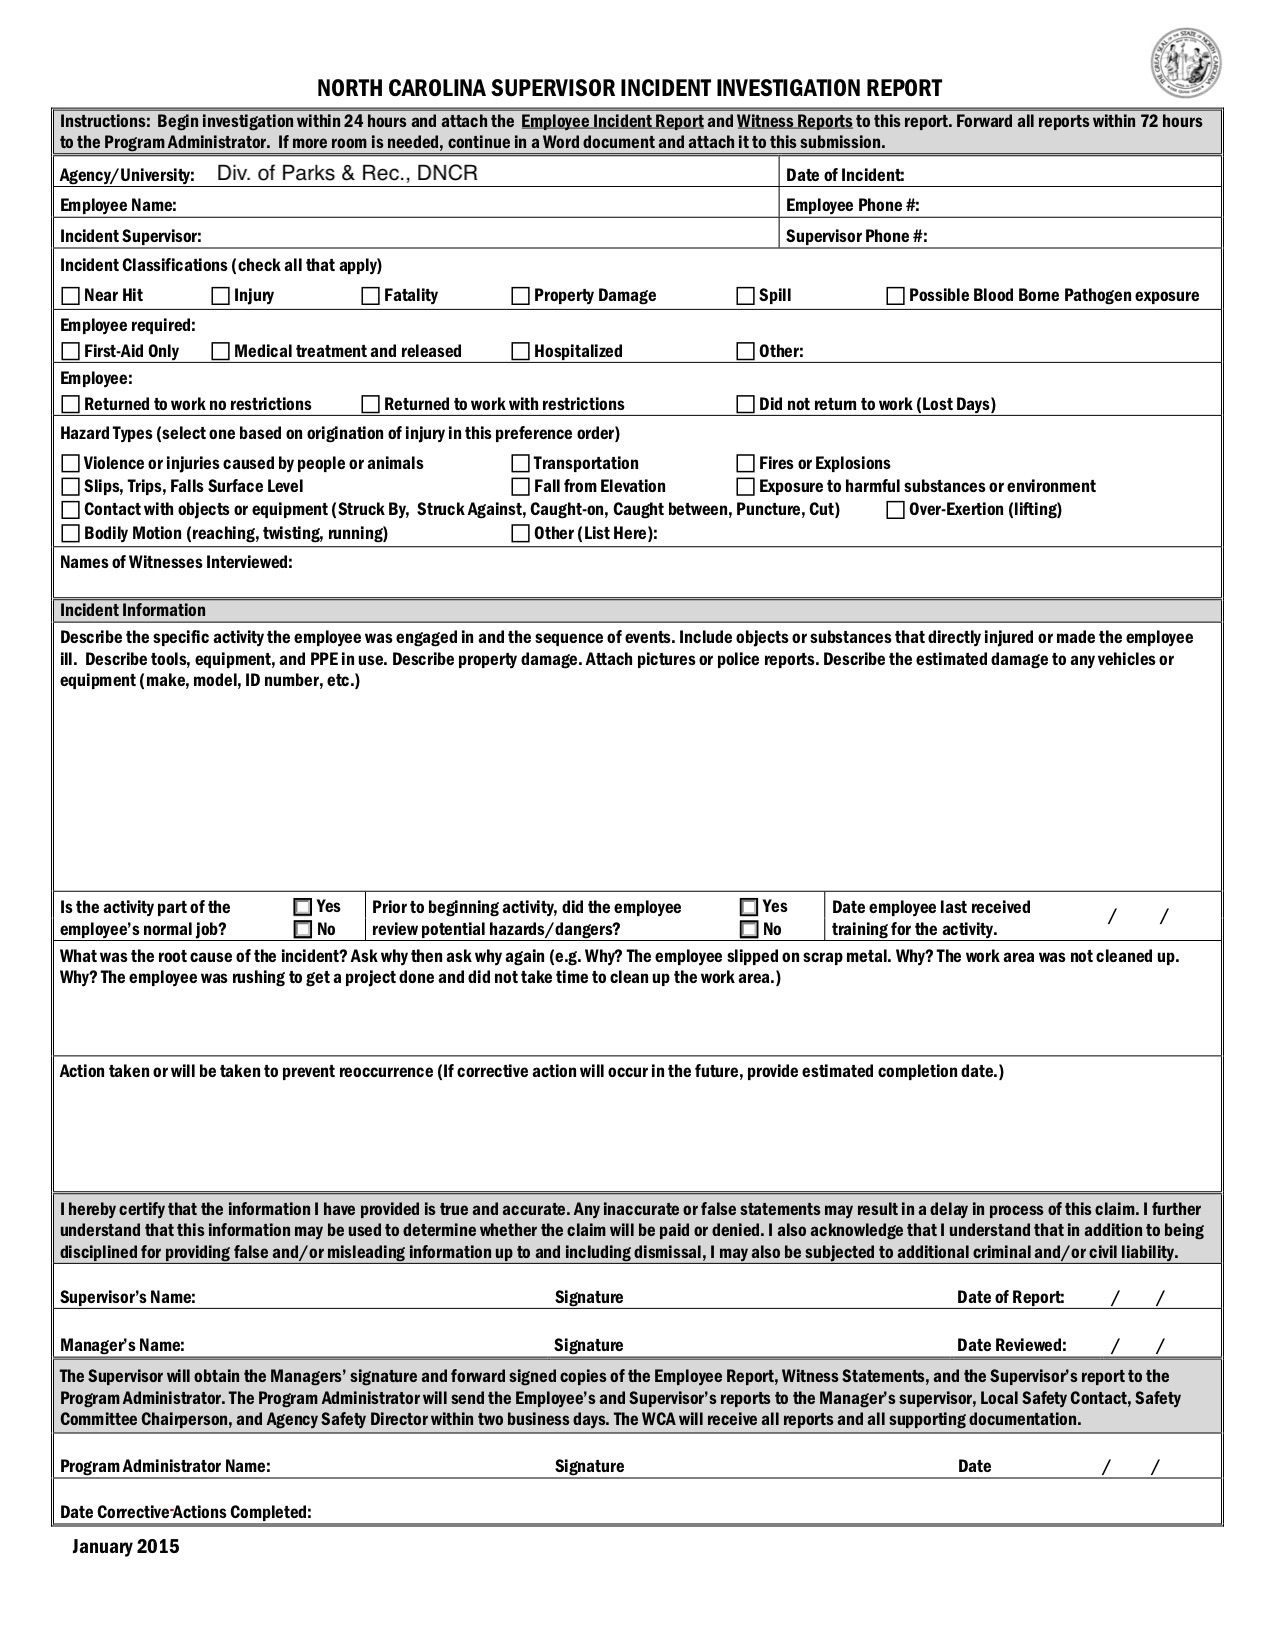 NORTH CAROLINA SUPERVISOR INCIDENT INVESTIGATION REPORT
Instructions: Begin investigation within 24 hours and attach the Employee Incident Report and Witness Reports to this report. Forward all reports within 72 hours
to the Program Administrator. If more room is needed, continue in a Word document and attach it to this submission.
Agency/University: Div. of Parks & Rec., DNCR Date of Incident:
Employee Name: Employee Phone #:
Incident Supervisor: Supervisor Phone #:
Incident Classifications (check all that apply)
Near Hit Injury Fatality Property Damage Spill Possible Blood Borne Pathogen exposure
Employee required:
First-Aid Only Medical treatment and released Hospitalized Other:
Employee:
Returned to work no restrictions Returned to work with restrictions Did not return to work (Lost Days)
Hazard Types (select one based on origination of injury in this preference order)
Violence or injuries caused by people or animals Transportation Fires or Explosions
Slips, Trips, Falls Surface Level Fall from Elevation Exposure to harmful substances or environment
Contact with objects or equipment (Struck By, Struck Against, Caught-on, Caught between, Puncture, Cut) Over-Exertion (lifting)
Bodily Motion (reaching, twisting, running) Other (List Here):
Names of Witnesses Interviewed:
Incident Information
Describe the specific activity the employee was engaged in and the sequence of events. Include objects or substances that directly injured or made the employee
ill. Describe tools, equipment, and PPE in use. Describe property damage. Attach pictures or police reports. Describe the estimated damage to any vehicles or
equipment (make, model, ID number, etc.)
Is the activity part of the Yes Prior to beginning activity, did the employee Yes Date employee last received / /
employee's normal job? No review potential hazards/dangers? No training for the activity.
What was the root cause of the incident? Ask why then ask why again (e.g. Why? The employee slipped on scrap metal. Why? The work area was not cleaned up.
Why? The employee was rushing to get a project done and did not take time to clean up the work area.)
Action taken or will be taken to prevent reoccurrence (If corrective action will occur in the future, provide estimated completion date.)
I hereby certify that the information I have provided is true and accurate. Any inaccurate or false statements may result in a delay in process of this claim. I further
understand that this information may be used to determine whether the claim will be paid or denied. I also acknowledge that I understand that in addition to being
disciplined for providing false and/or misleading information up to and including dismissal, I may also be subjected to additional criminal and/or civil liability.
Supervisor's Name: Signature Date of Report: / /
Manager's Name: Signature Date Reviewed: / /
The Supervisor will obtain the Managers' signature and forward signed copies of the Employee Report, Witness Statements, and the Supervisor's report to the
Program Administrator. The Program Administrator will send the Employee's and Supervisor's reports to the Manager's supervisor, Local Safety Contact, Safety
Committee Chairperson, and Agency Safety Director within two business days. The WCA will receive all reports and all supporting documentation.
Program Administrator Name: Signature Date / /
Date Corrective-Actions Completed:
January 2015